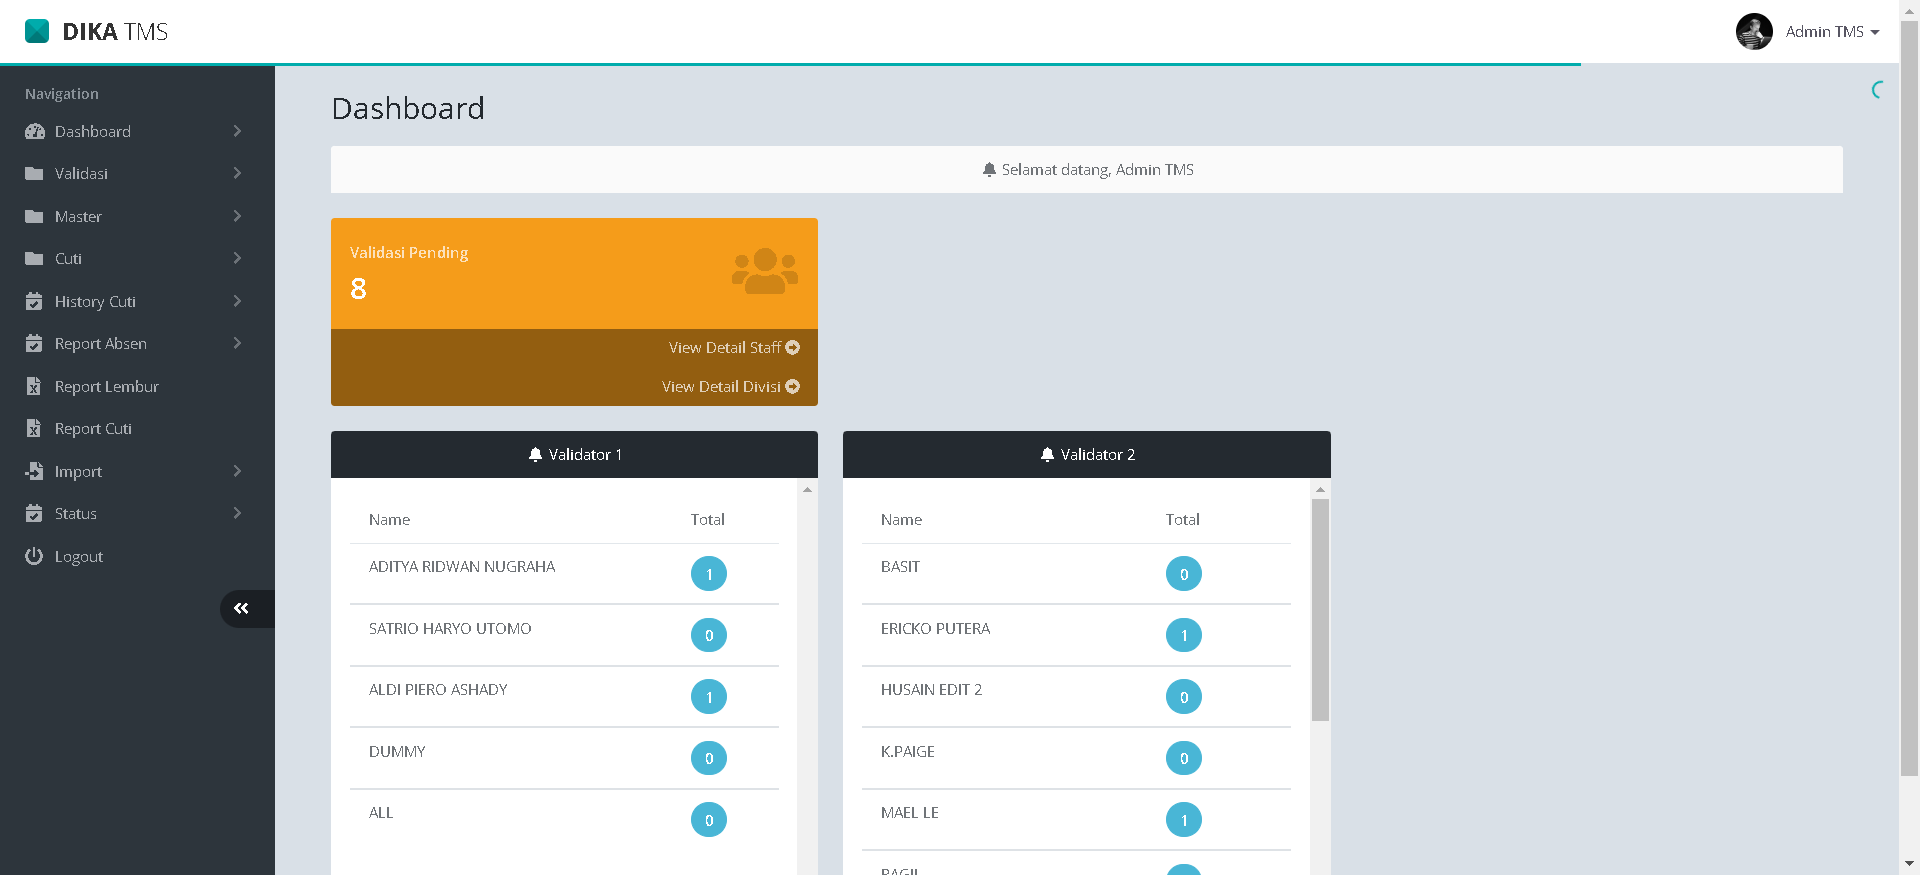 DIKA TMS
Admin TMS
Navigation
Dashboard
Validasi
Master
Cuti
History Cuti
Report Absen
Report Lembur
Report Cuti
Import
Status
Logout
Dashboard
Selamat datang, Admin TMS
Validasi Pending
8
View Detail Staff
View Detail Divisi
Validator 1
Name Total
ADITYA RIDWAN NUGRAHA 1
SATRIO HARYO UTOMO 0
ALDI PIERO ASHADY 1
DUMMY 0
ALL 0
Validator 2
Name Total
BASIT 0
ERICKO PUTERA 1
HUSAIN EDIT 2 0
K.PAIGE 0
MAEL LE 1